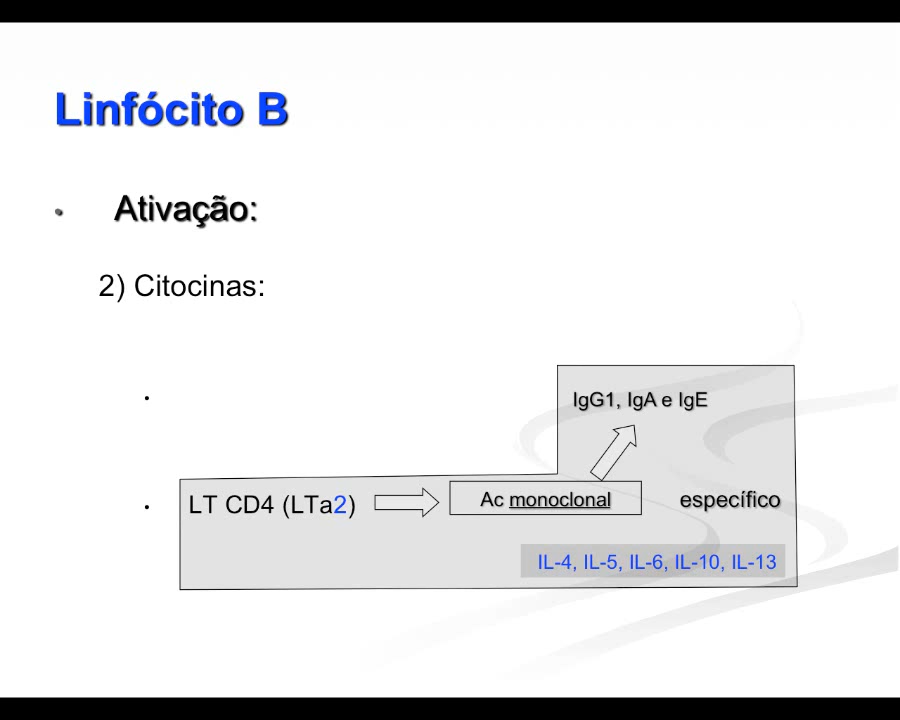 Linfócito B
• Ativação:
2) Citocinas:
•
IgG1, IgA e IgE
• LT CD4 (LTa2) Ac monoclonal específico
IL-4, IL-5, IL-6, IL-10, IL-13